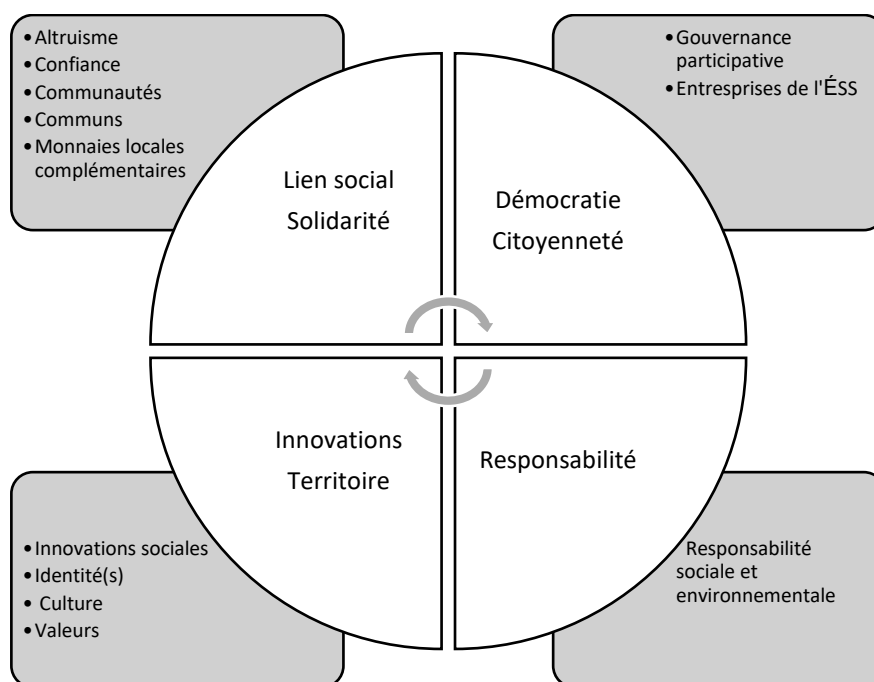 •Altruisme
•Confiance
•Communautés
•Communs
•Monnaies locales
complémentaires
•Gouvernance
participative
•Entresprises de l'ÉSS
Lien social
Solidarité
Démocratie
Citoyenneté
Innovations
Territoire
Responsabilité
•Innovations sociales
•Identité(s)
• Culture
•Valeurs
Responsabilité
sociale et
environnementale